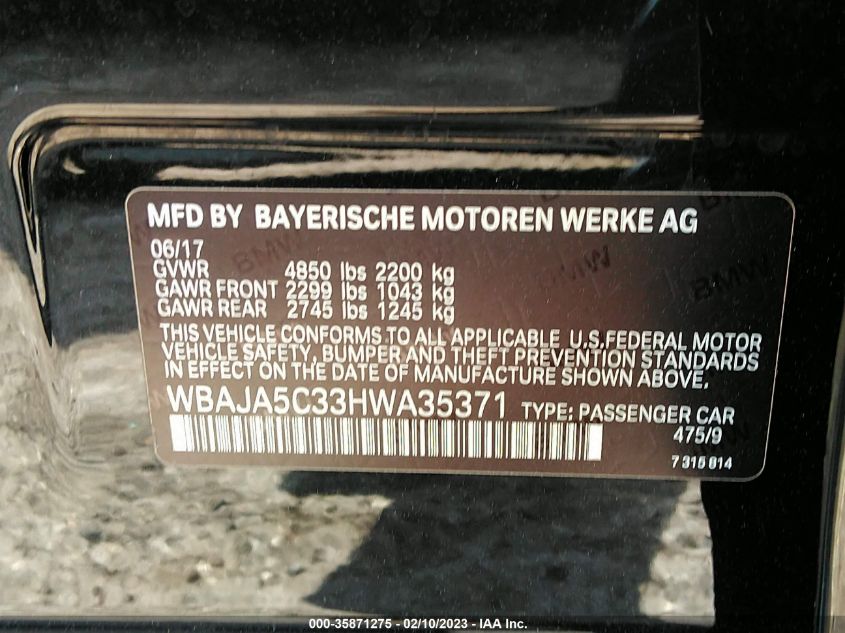 MFD BY BAYERISCHE MOTOREN WERKE AG
06/17
GVWR 4850 lbs 2200 kg
GAWR FRONT 2299 lbs 1043 kg
GAWR REAR 2745 lbs 1245 kg
THIS VEHICLE CONFORMS TO ALL APPLICABLE U.S.FEDERAL MOTOR
VEHICLE SAFETY, BUMPER AND THEFT PREVENTION STANDARDS
IN EFFECT ON THE DATE OF MANUFACTURE SHOWN ABOVE.
WBAJA5C33HWA35371 TYPE: PASSENGER CAR
475/9
7 315 814
000-35871275 - 02/10/2023 - IAA Inc.